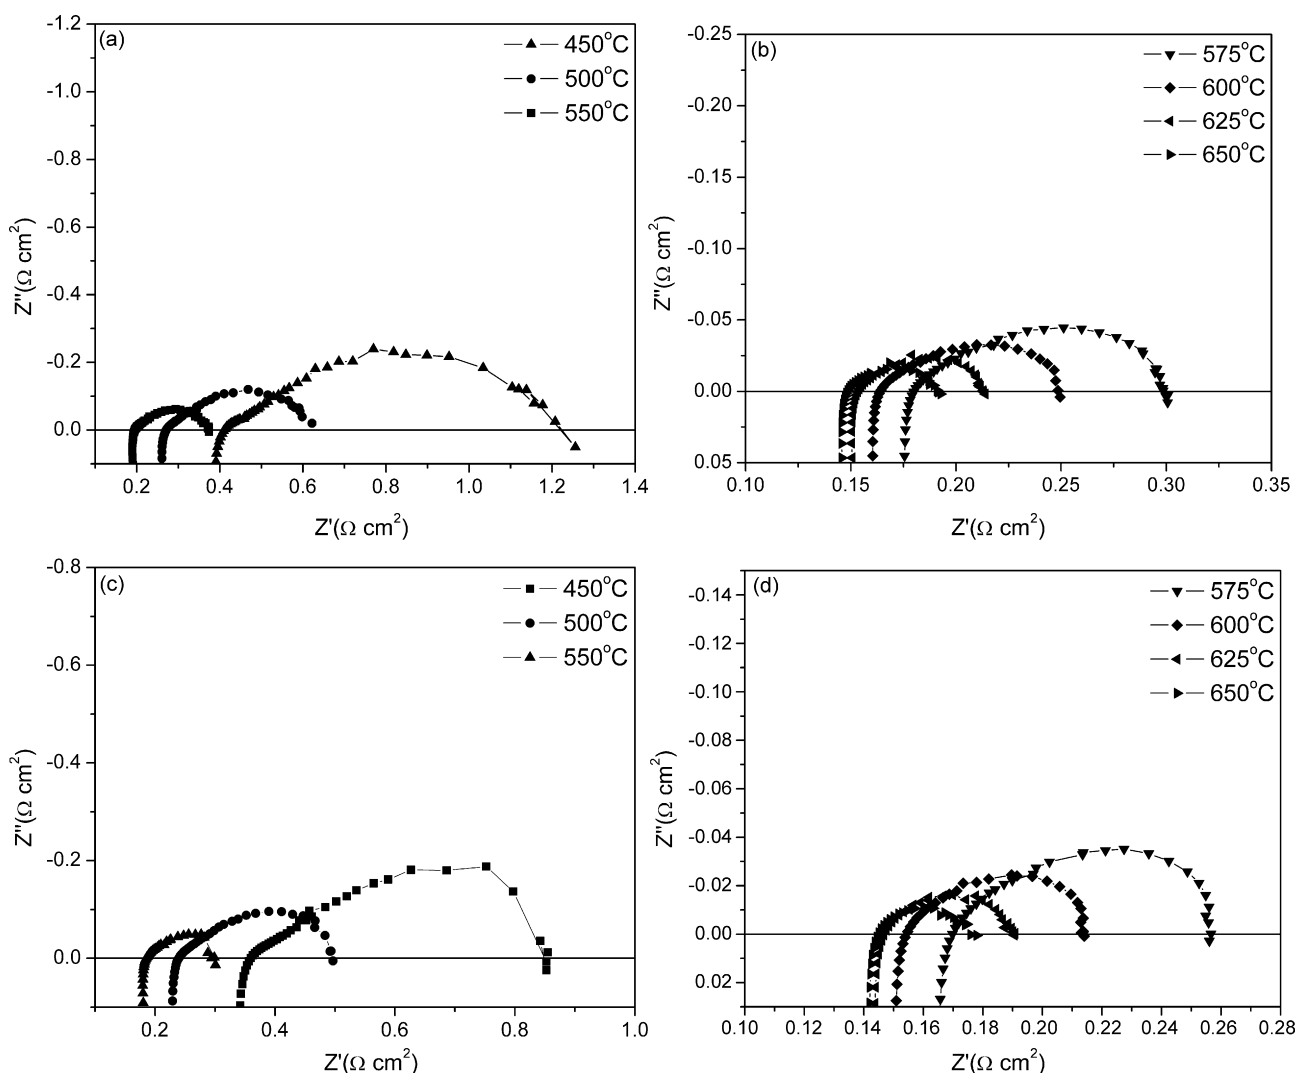 (a)
450°C
500°C
550°C
-1.2
-1.0
-0.8
-0.6
-0.4
-0.2
0.0
Z''(Ω cm²)
0.2 0.4 0.6 0.8 1.0 1.2 1.4
Z'(Ω cm²)
(b)
575°C
600°C
625°C
650°C
-0.25
-0.20
-0.15
-0.10
-0.05
0.00
0.05
Z''(Ω cm²)
0.10 0.15 0.20 0.25 0.30 0.35
Z'(Ω cm²)
(c)
450°C
500°C
550°C
-0.8
-0.6
-0.4
-0.2
0.0
Z''(Ω cm²)
0.2 0.4 0.6 0.8 1.0
Z'(Ω cm²)
(d)
575°C
600°C
625°C
650°C
-0.14
-0.12
-0.10
-0.08
-0.06
-0.04
-0.02
0.00
0.02
Z''(Ω cm²)
0.10 0.12 0.14 0.16 0.18 0.20 0.22 0.24 0.26 0.28
Z'(Ω cm²)